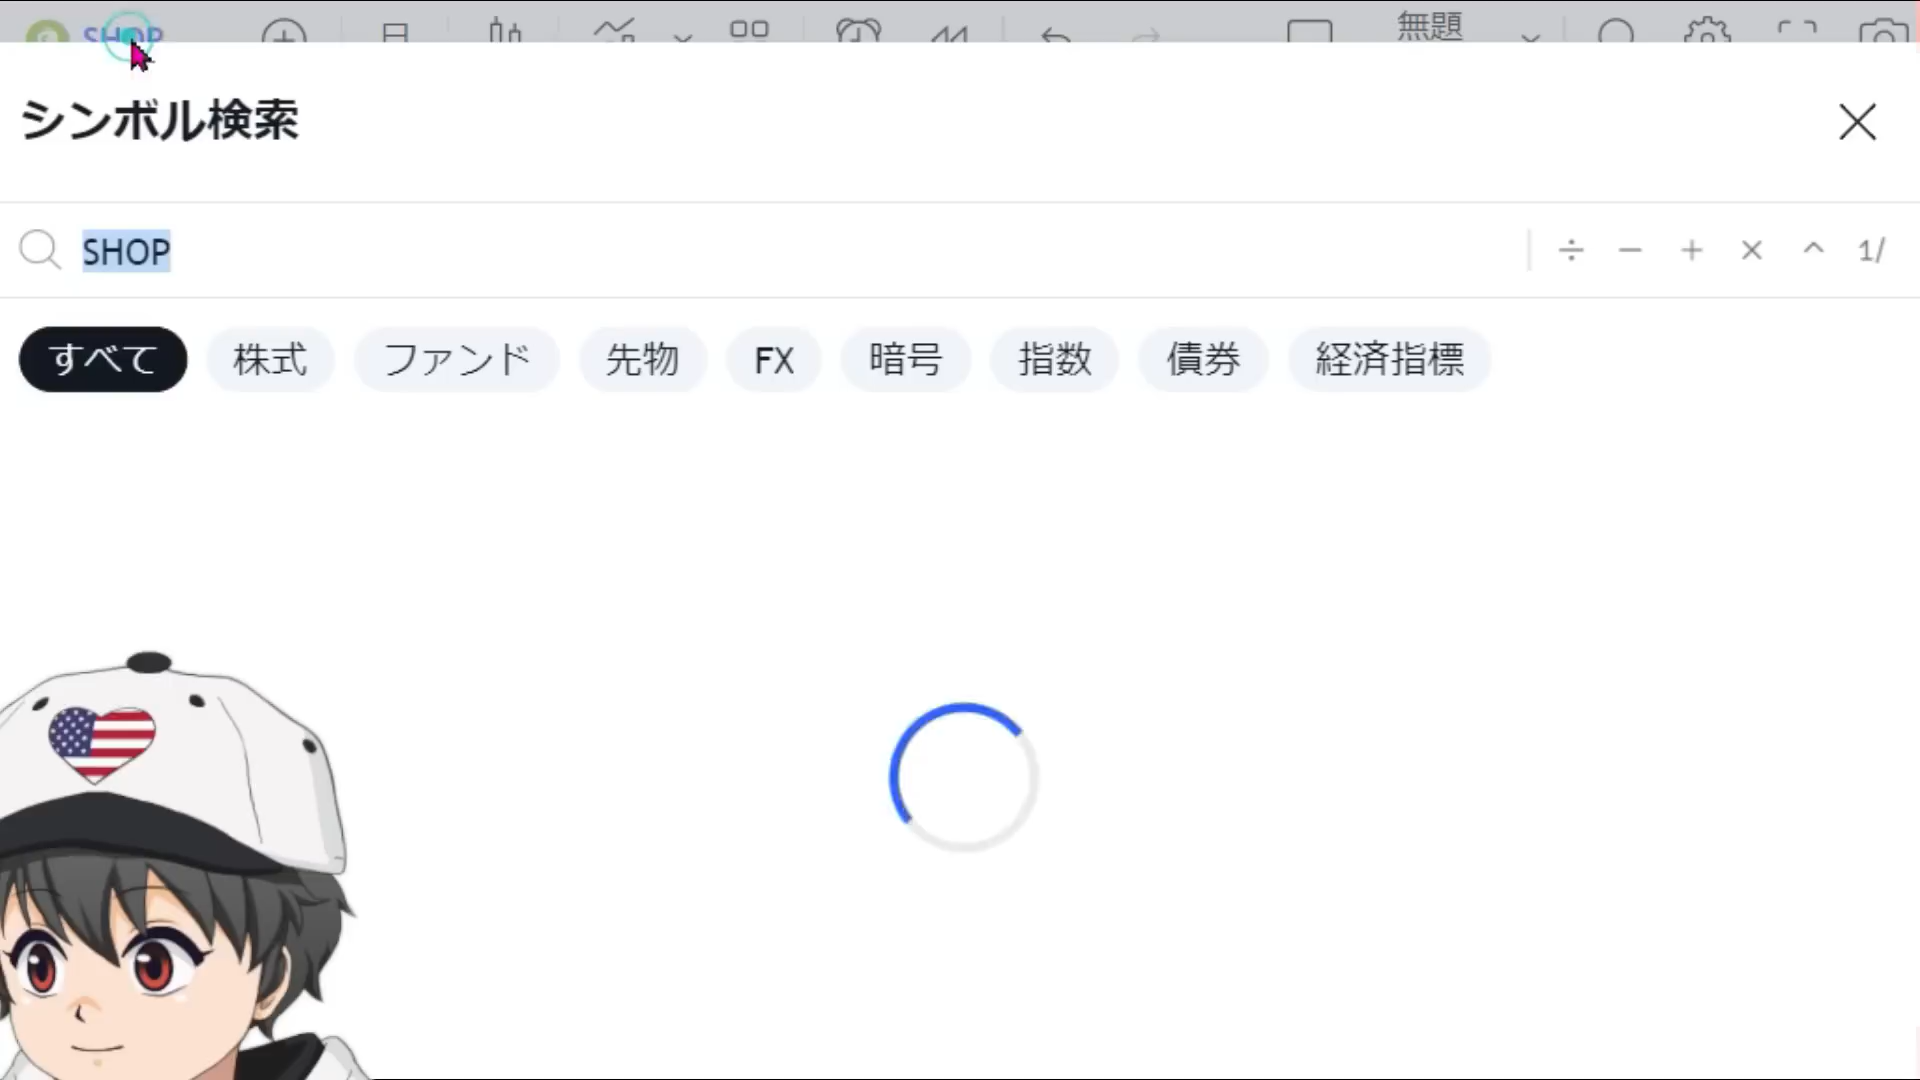 SHOP 無題
シンボル検索
SHOP ÷ − + × ^ 1/
すべて 株式 ファンド 先物 FX 暗号 指数 債券 経済指標